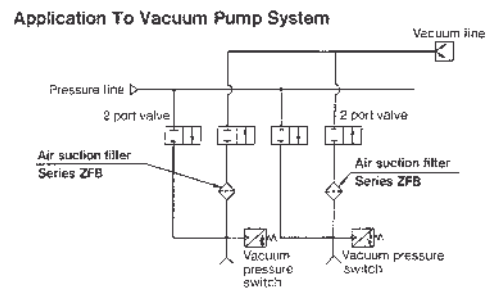 Application To Vacuum Pump System
Vacuum line
Pressure line
2 port valve
2 port valve
Air suction filter
Series ZFB
Air suction filter
Series ZFB
Vacuum
pressure
switch
Vacuum pressure
switch